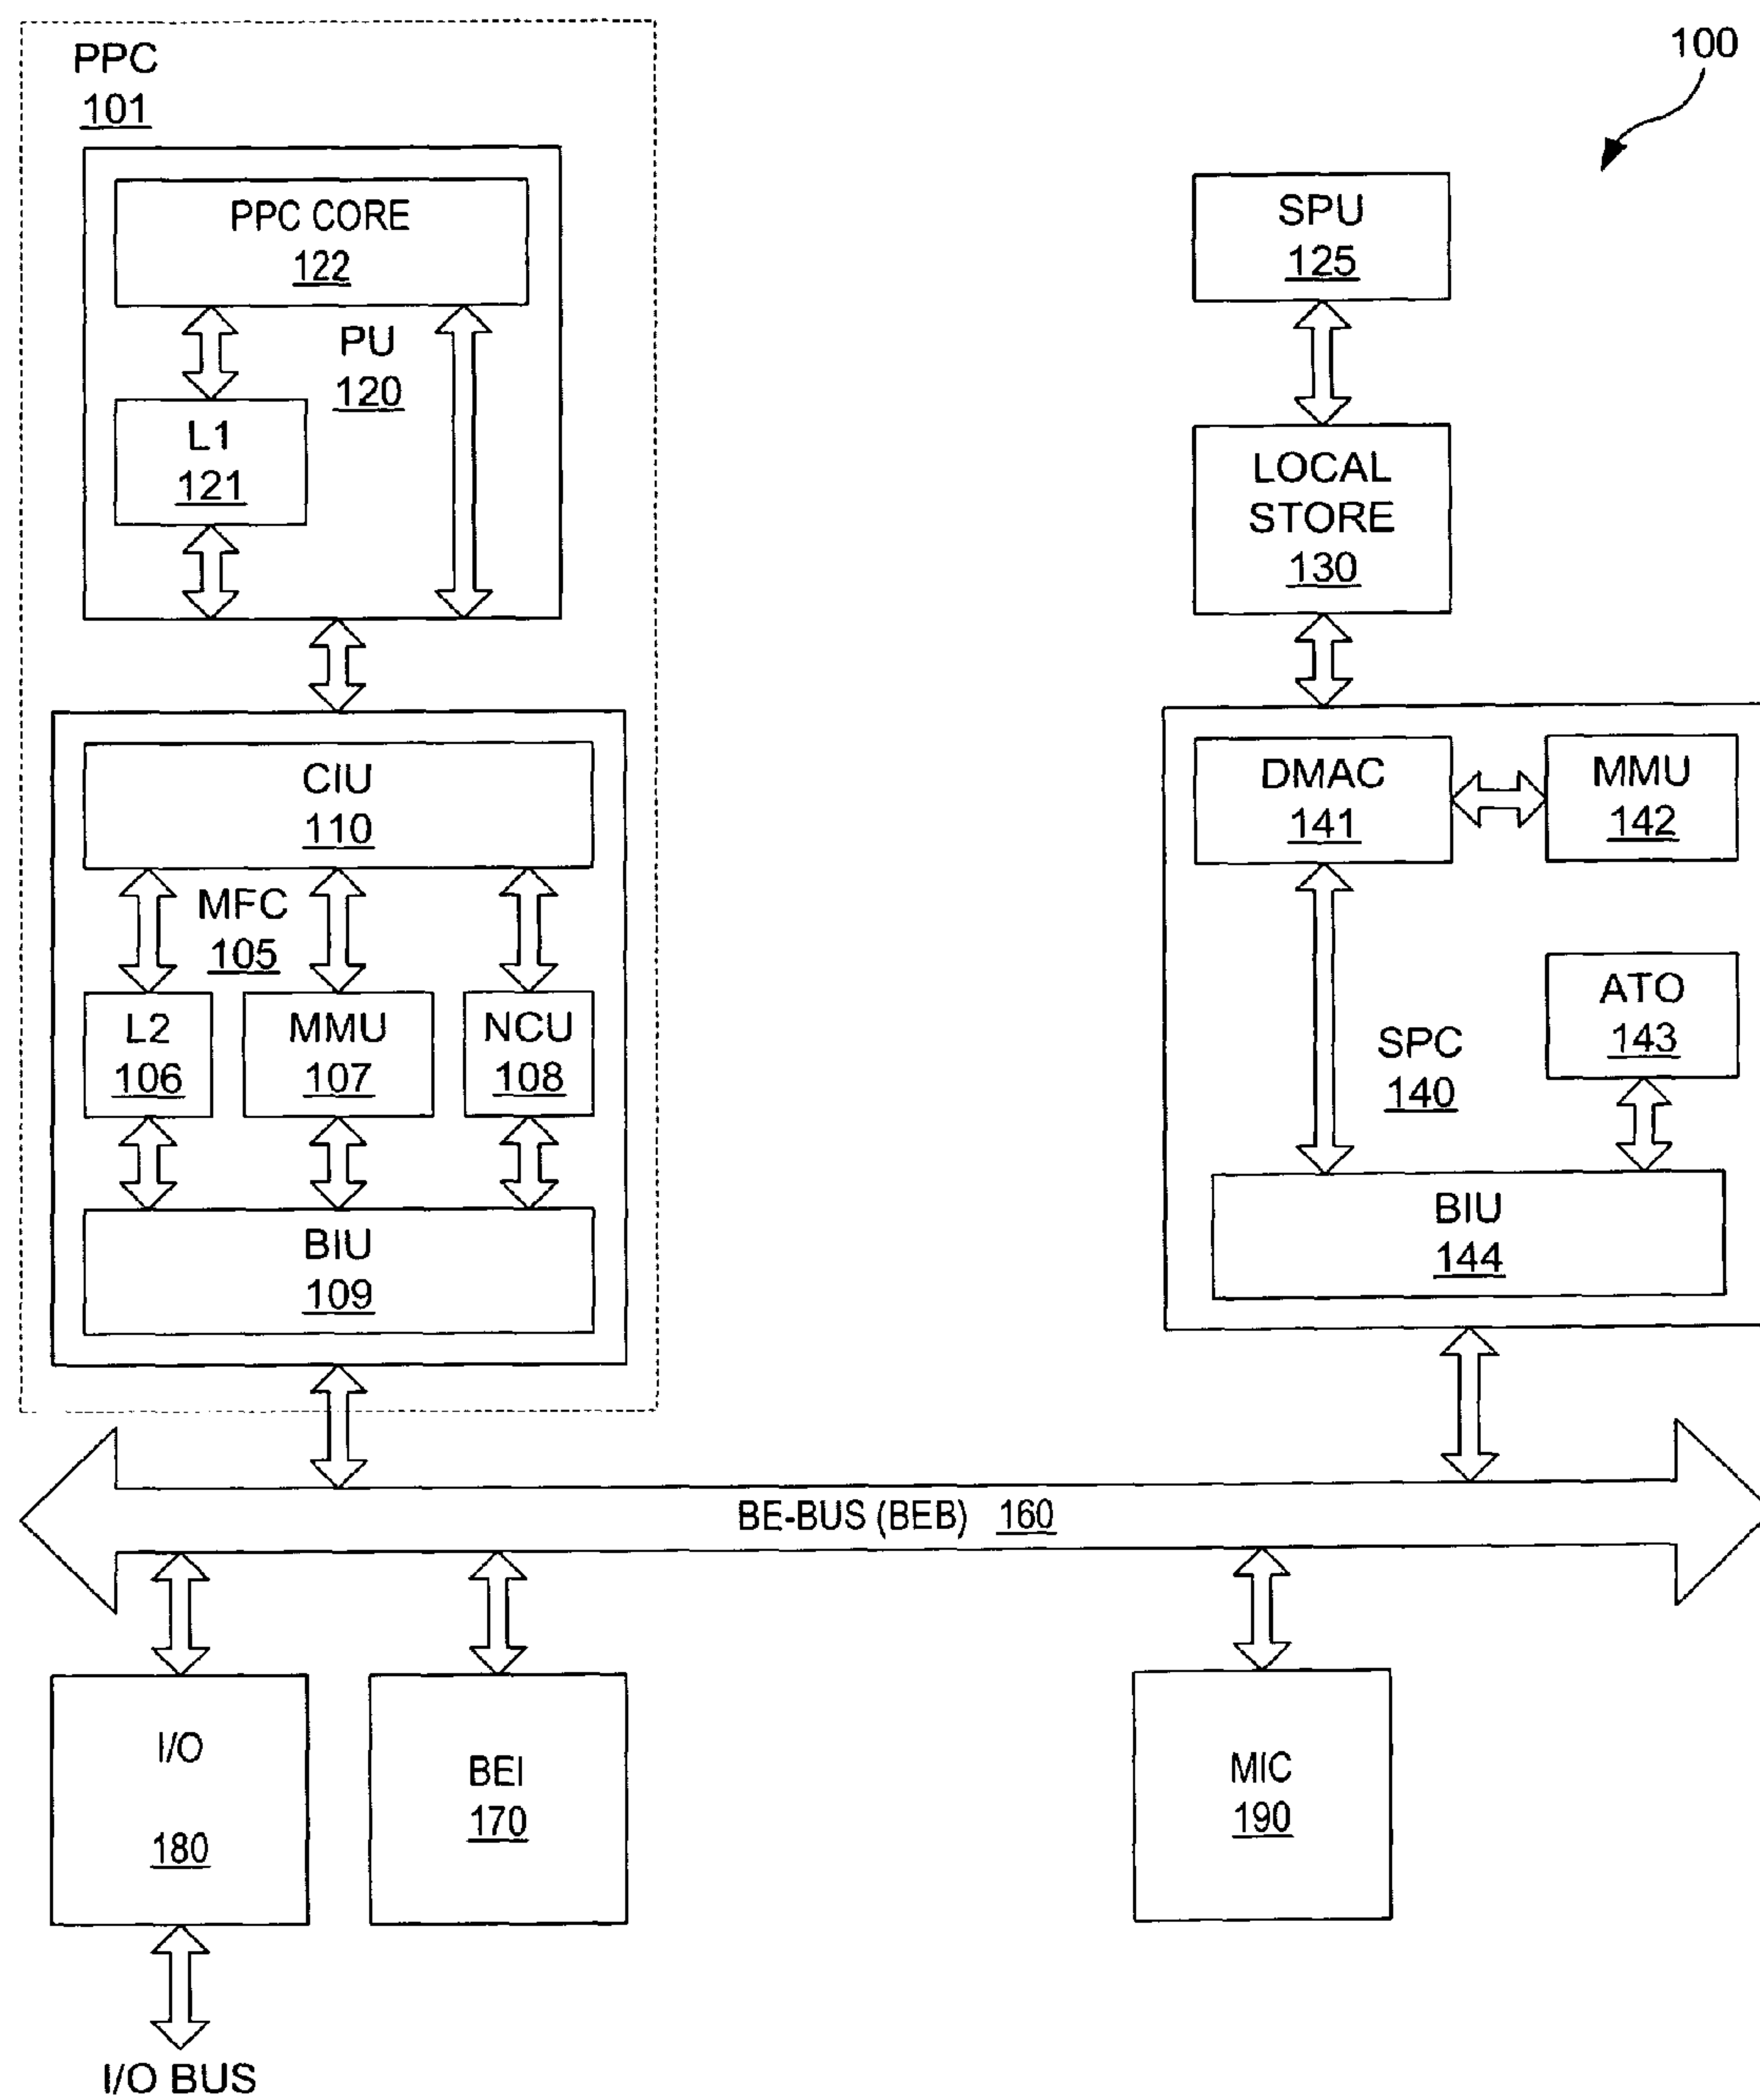 100
PPC
101
PPC CORE
122
PU
120
L1
121
CIU
110
MFC
105
L2
106
MMU
107
NCU
108
BIU
109
SPU
125
LOCAL
STORE
130
DMAC
141
MMU
142
ATO
143
SPC
140
BIU
144
BE-BUS (BEB) 160
I/O
180
BEI
170
MIC
190
I/O BUS